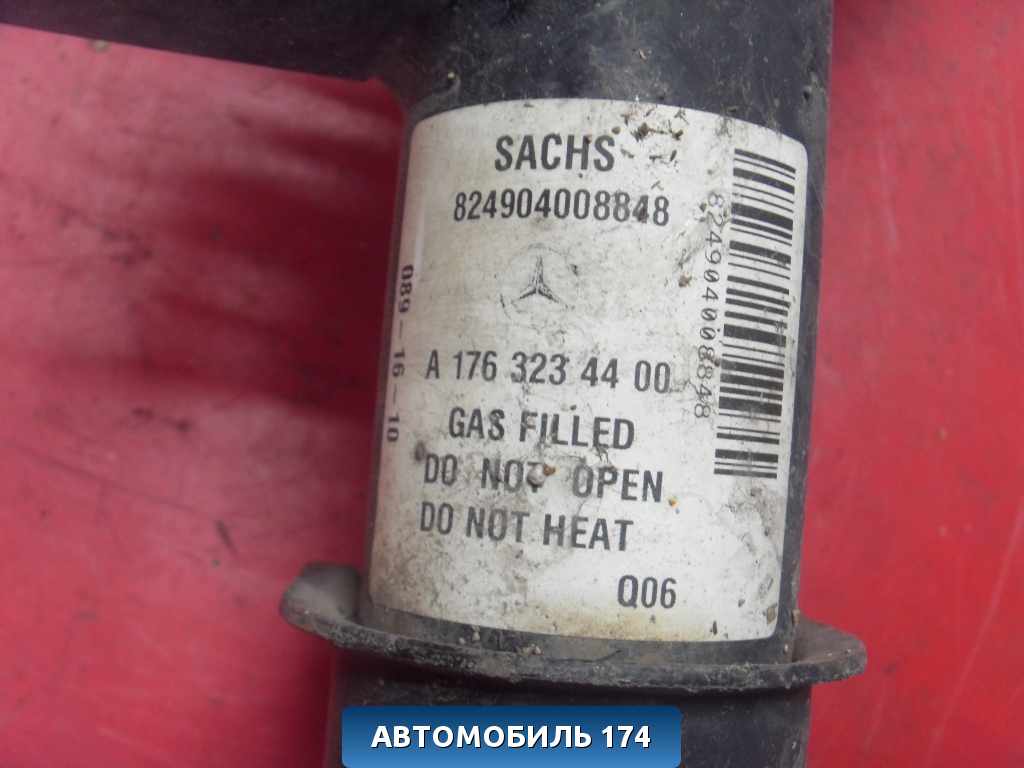 SACHS
824904008848
A 176 323 44 00
GAS FILLED
DO NOT OPEN
DO NOT HEAT
Q06
824904008848
089-16-10
АВТОМОБИЛЬ 174